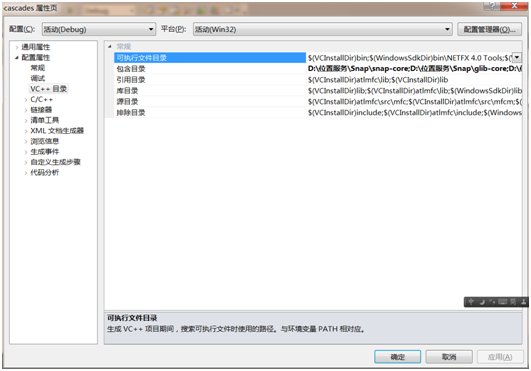 cascades 属性页
配置(C): 活动(Debug) 平台(P): 活动(Win32) 配置管理器(O)...
通用属性
配置属性
常规
调试
VC++ 目录
C/C++
链接器
清单工具
XML 文档生成器
浏览信息
生成事件
自定义生成步骤
代码分析
常规
可执行文件目录 $(VCInstallDir)bin;$(WindowsSdkDir)bin\NETFX 4.0 Tools;$(
包含目录 D:\位置服务\Snap\snap-core;D:\位置服务\Snap\glib-core;D:\
引用目录 $(VCInstallDir)atlmfc\lib;$(VCInstallDir)lib
库目录 $(VCInstallDir)lib;$(VCInstallDir)atlmfc\lib;$(WindowsSdkDir)lib
源目录 $(VCInstallDir)atlmfc\src\mfc;$(VCInstallDir)atlmfc\src\mfcm;$(
排除目录 $(VCInstallDir)include;$(VCInstallDir)atlmfc\include;$(Windows
中 英
可执行文件目录
生成 VC++ 项目期间，搜索可执行文件时使用的路径。与环境变量 PATH 相对应。
确定 取消 应用(A)